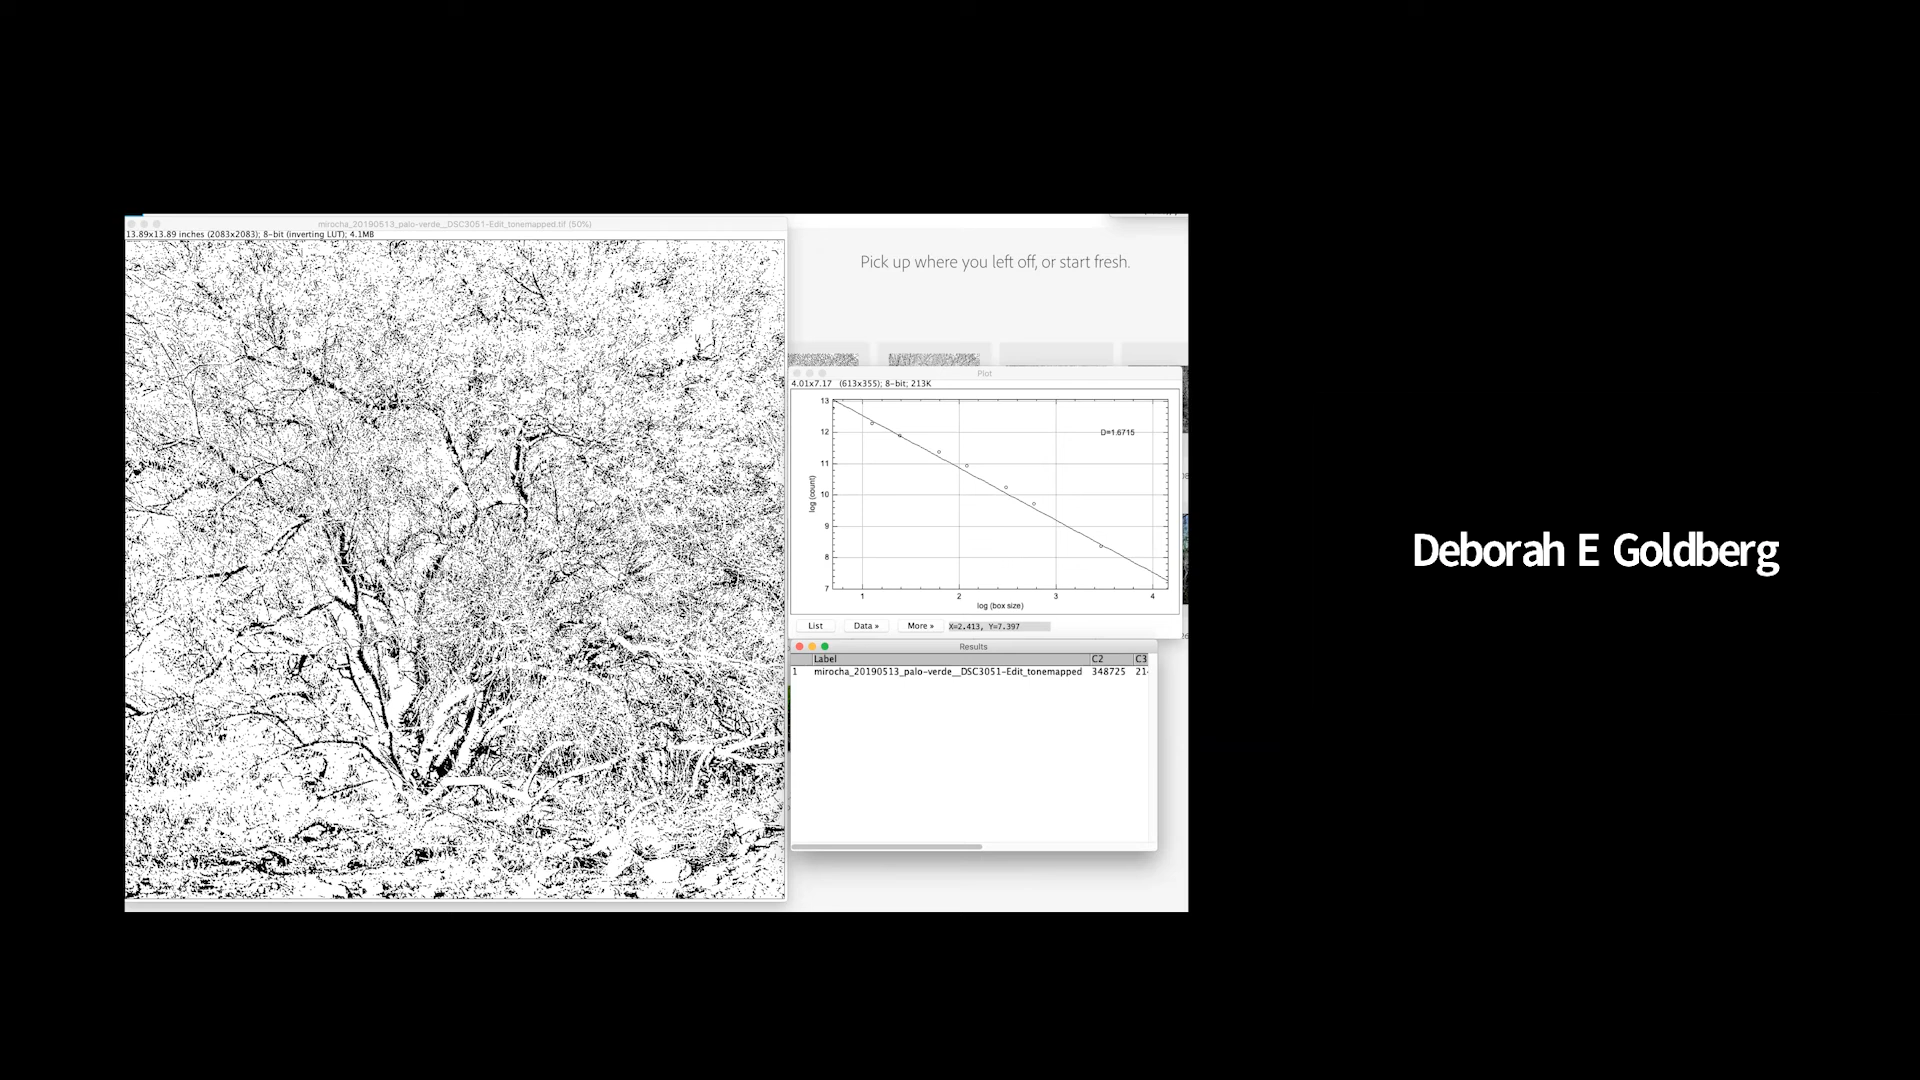 mirocha_20190513_palo-verde__DSC3051-Edit_tonemapped.tif (50%)
13.89x13.89 inches (2083x2083); 8-bit (inverting LUT); 4.1MB
Pick up where you left off, or start fresh.
Plot
4.01x7.17 (613x355); 8-bit; 213K
13
12
11
10
9
8
7
log (count)
D=1.6715
1 2 3 4
log (box size)
List Data » More » X=2.413, Y=7.397
Results
Label C2 C3
1 mirocha_20190513_palo-verde__DSC3051-Edit_tonemapped 348725 21
Deborah E Goldberg